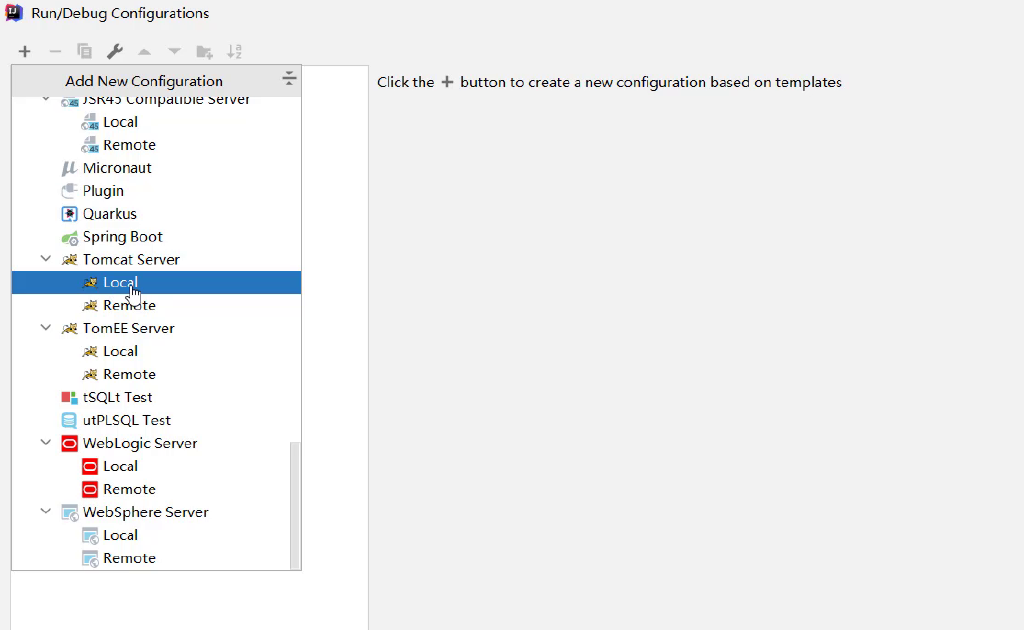 Run/Debug Configurations
Add New Configuration
Click the + button to create a new configuration based on templates
JSR45 Compatible Server
Local
Remote
Micronaut
Plugin
Quarkus
Spring Boot
Tomcat Server
Local
Remote
TomEE Server
Local
Remote
tSQLt Test
utPLSQL Test
WebLogic Server
Local
Remote
WebSphere Server
Local
Remote